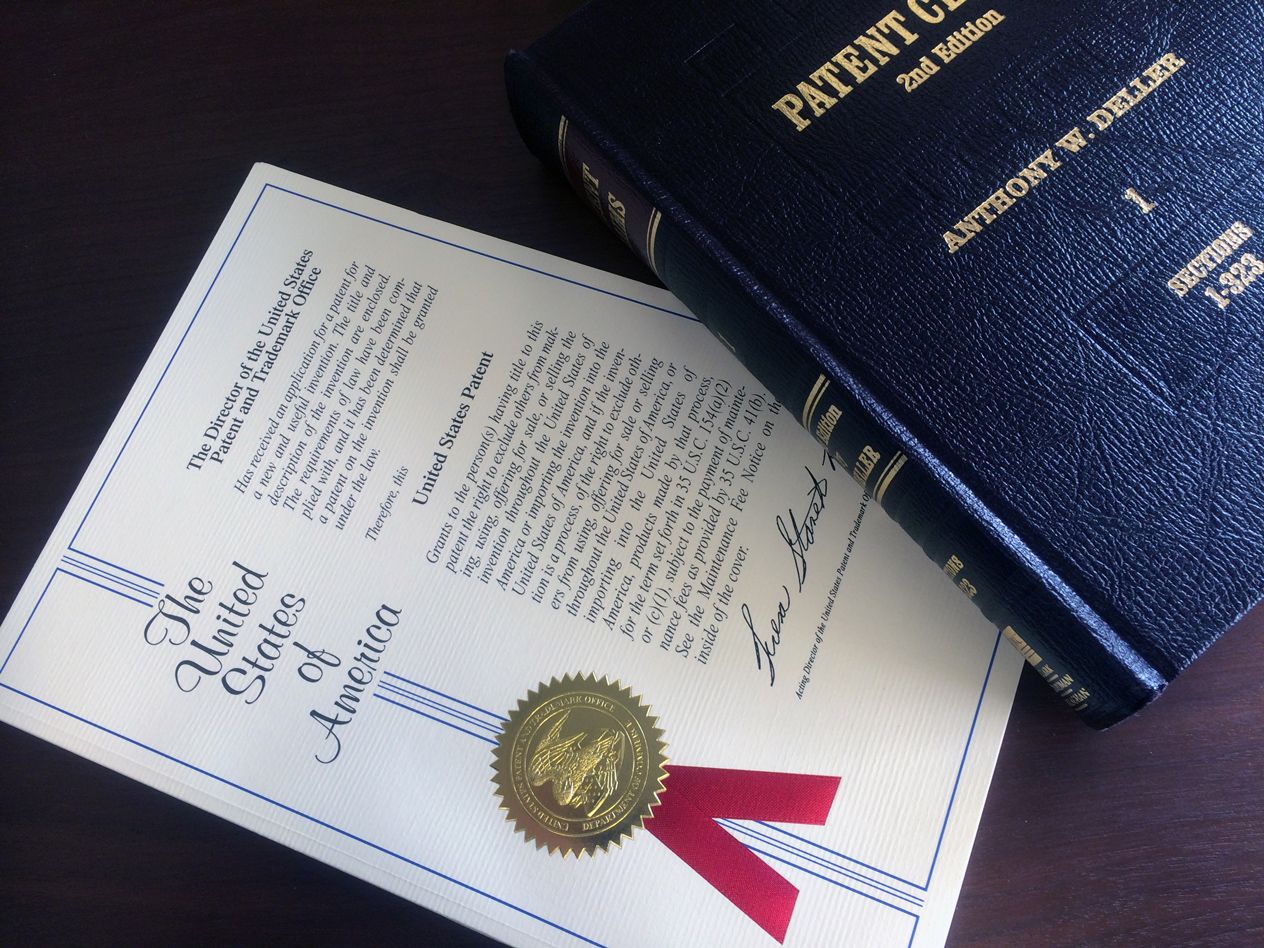 The
United
States
of
America
The Director of the United States
Patent and Trademark Office
Has received an application for a patent for
a new and useful invention. The title and
description of the invention are enclosed.
The requirements of law have been com-
plied with, and it has been determined that
a patent on the invention shall be granted
under the law.
Therefore, this
United States Patent
Grants to the person(s) having title to this
patent the right to exclude others from mak-
ing, using, offering for sale, or selling the
invention throughout the United States of
America or importing the invention into the
United States of America, and if the inven-
tion is a process, of the right to exclude oth-
ers from using, offering for sale or selling
throughout the United States of America, or
importing into the United States of
America, products made by that process,
for the term set forth in 35 U.S.C. 154(a)(2)
or (c)(1), subject to the payment of mainte-
nance fees as provided by 35 U.S.C. 41(b).
See the Maintenance Fee Notice on th
inside of the cover.
Acting Director of the United States Patent and Trademark O
UNITED STATES PATENT AND TRADEMARK OFFICE
DEPARTMENT OF COMMERCE
PATENT C
2nd Edition
ANTHONY W. DELLER
1
SECTIONS
1-323